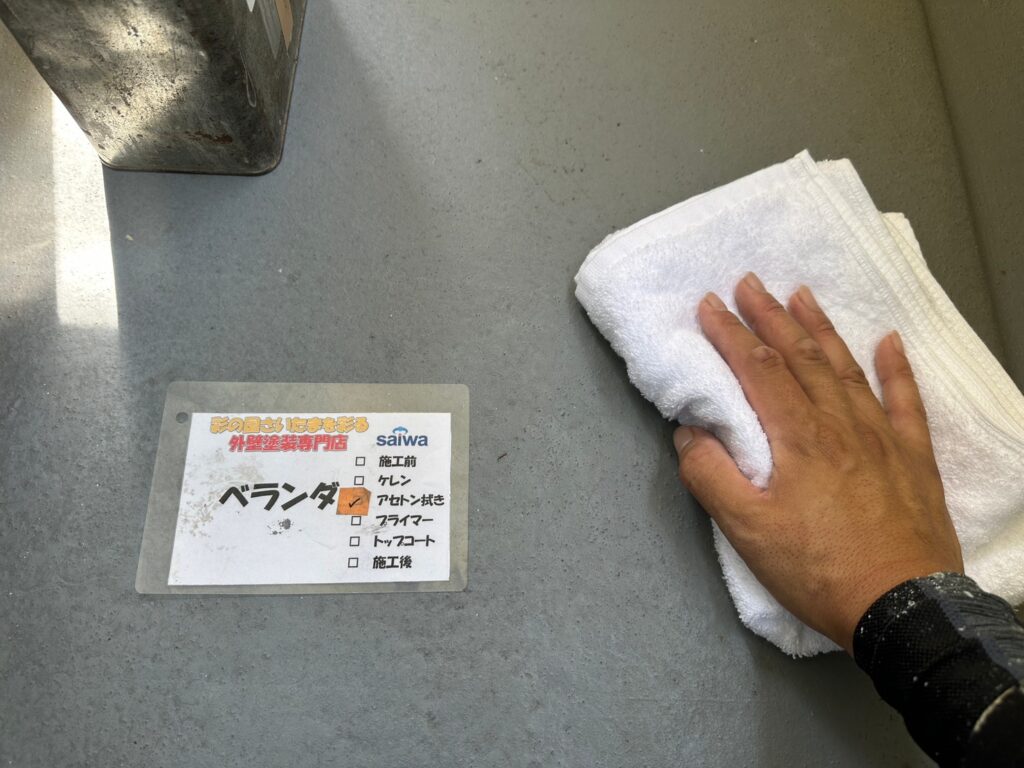 彩の国さいたまを彩る
外壁塗装専門店
saiwa
ベランダ
□ 施工前
□ ケレン
✓ アセトン拭き
□ プライマー
□ トップコート
□ 施工後